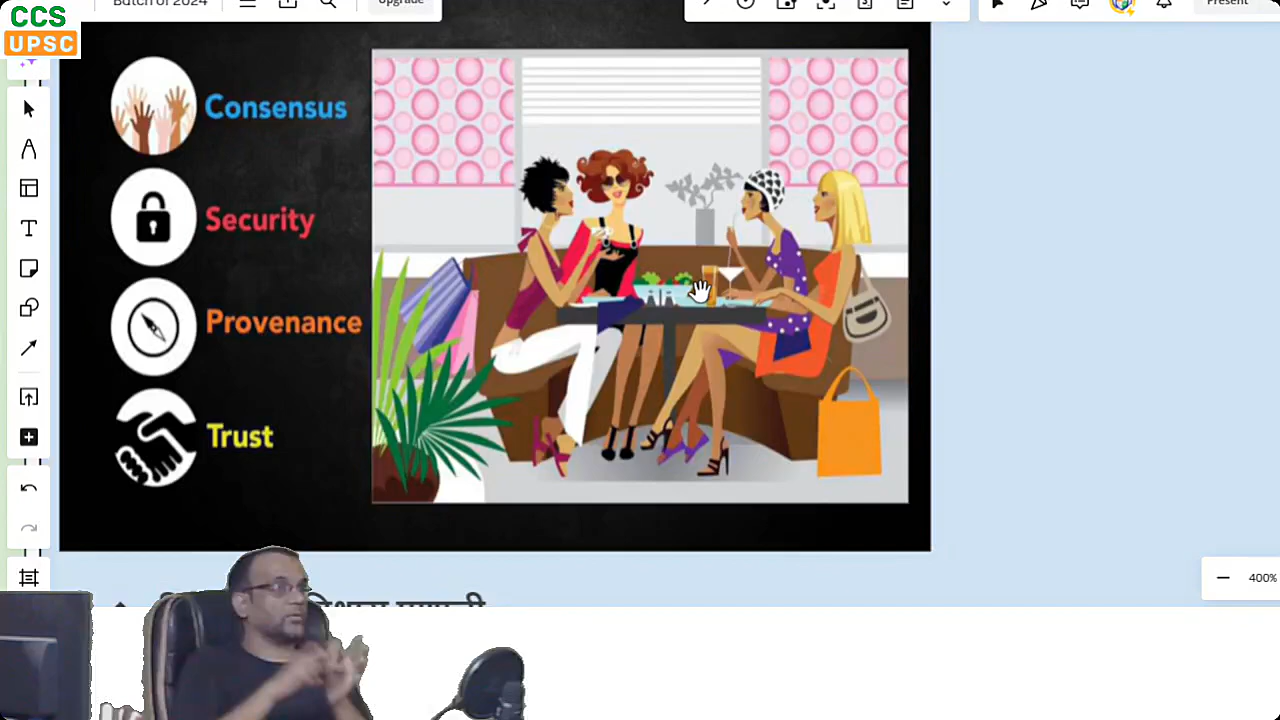 Batch of 2024
Upgrade
Present
CCS
UPSC
Consensus
Security
Provenance
Trust
400%